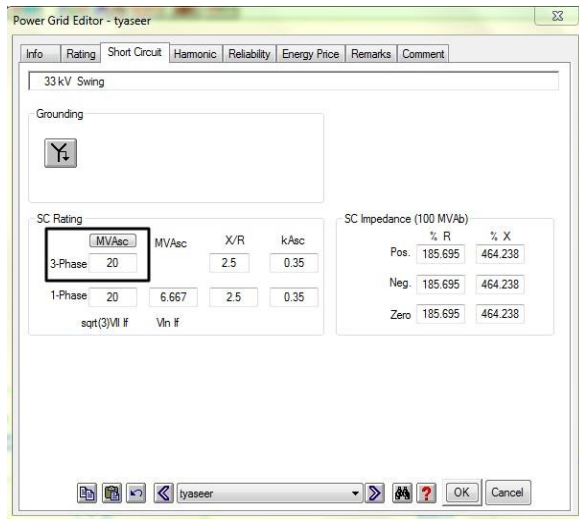 Power Grid Editor - tyaseer
Info Rating Short Circuit Harmonic Reliability Energy Price Remarks Comment
33 kV Swing
Grounding
SC Rating
MVAsc MVAsc X/R kAsc
3-Phase 20 2.5 0.35
1-Phase 20 6.667 2.5 0.35
sqrt(3)Vll If Vln If
SC Impedance (100 MVAb)
% R % X
Pos. 185.695 464.238
Neg. 185.695 464.238
Zero 185.695 464.238
tyaseer
? OK Cancel